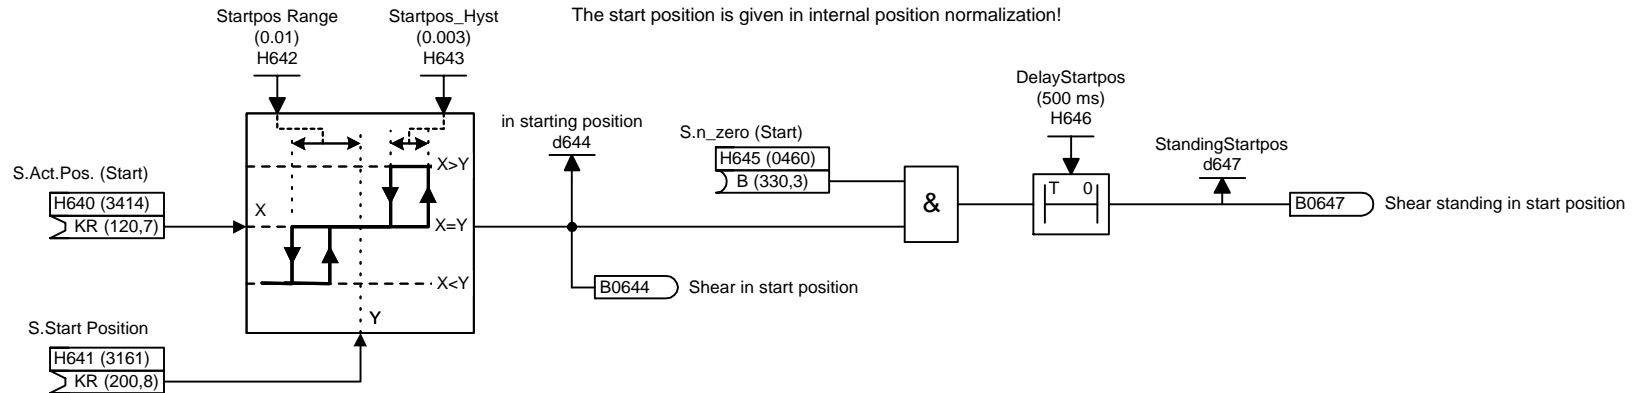 The start position is given in internal position normalization!
Startpos Range
(0.01)
H642
Startpos_Hyst
(0.003)
H643
DelayStartpos
(500 ms)
H646
in starting position
d644
S.n_zero (Start)
H645 (0460)
B (330,3)
StandingStartpos
d647
S.Act.Pos. (Start)
H640 (3414)
KR (120,7)
X
X>Y
X=Y
X<Y
Y
&
T 0
B0647
Shear standing in start position
B0644
Shear in start position
S.Start Position
H641 (3161)
KR (200,8)